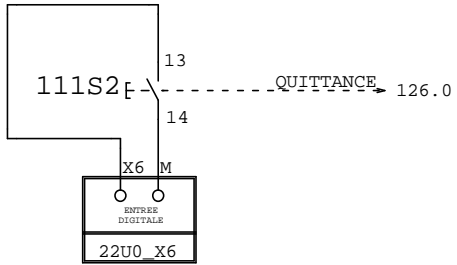 13
111S2
QUITTANCE
126.0
14
X6 M
ENTREE
DIGITALE
22U0_X6